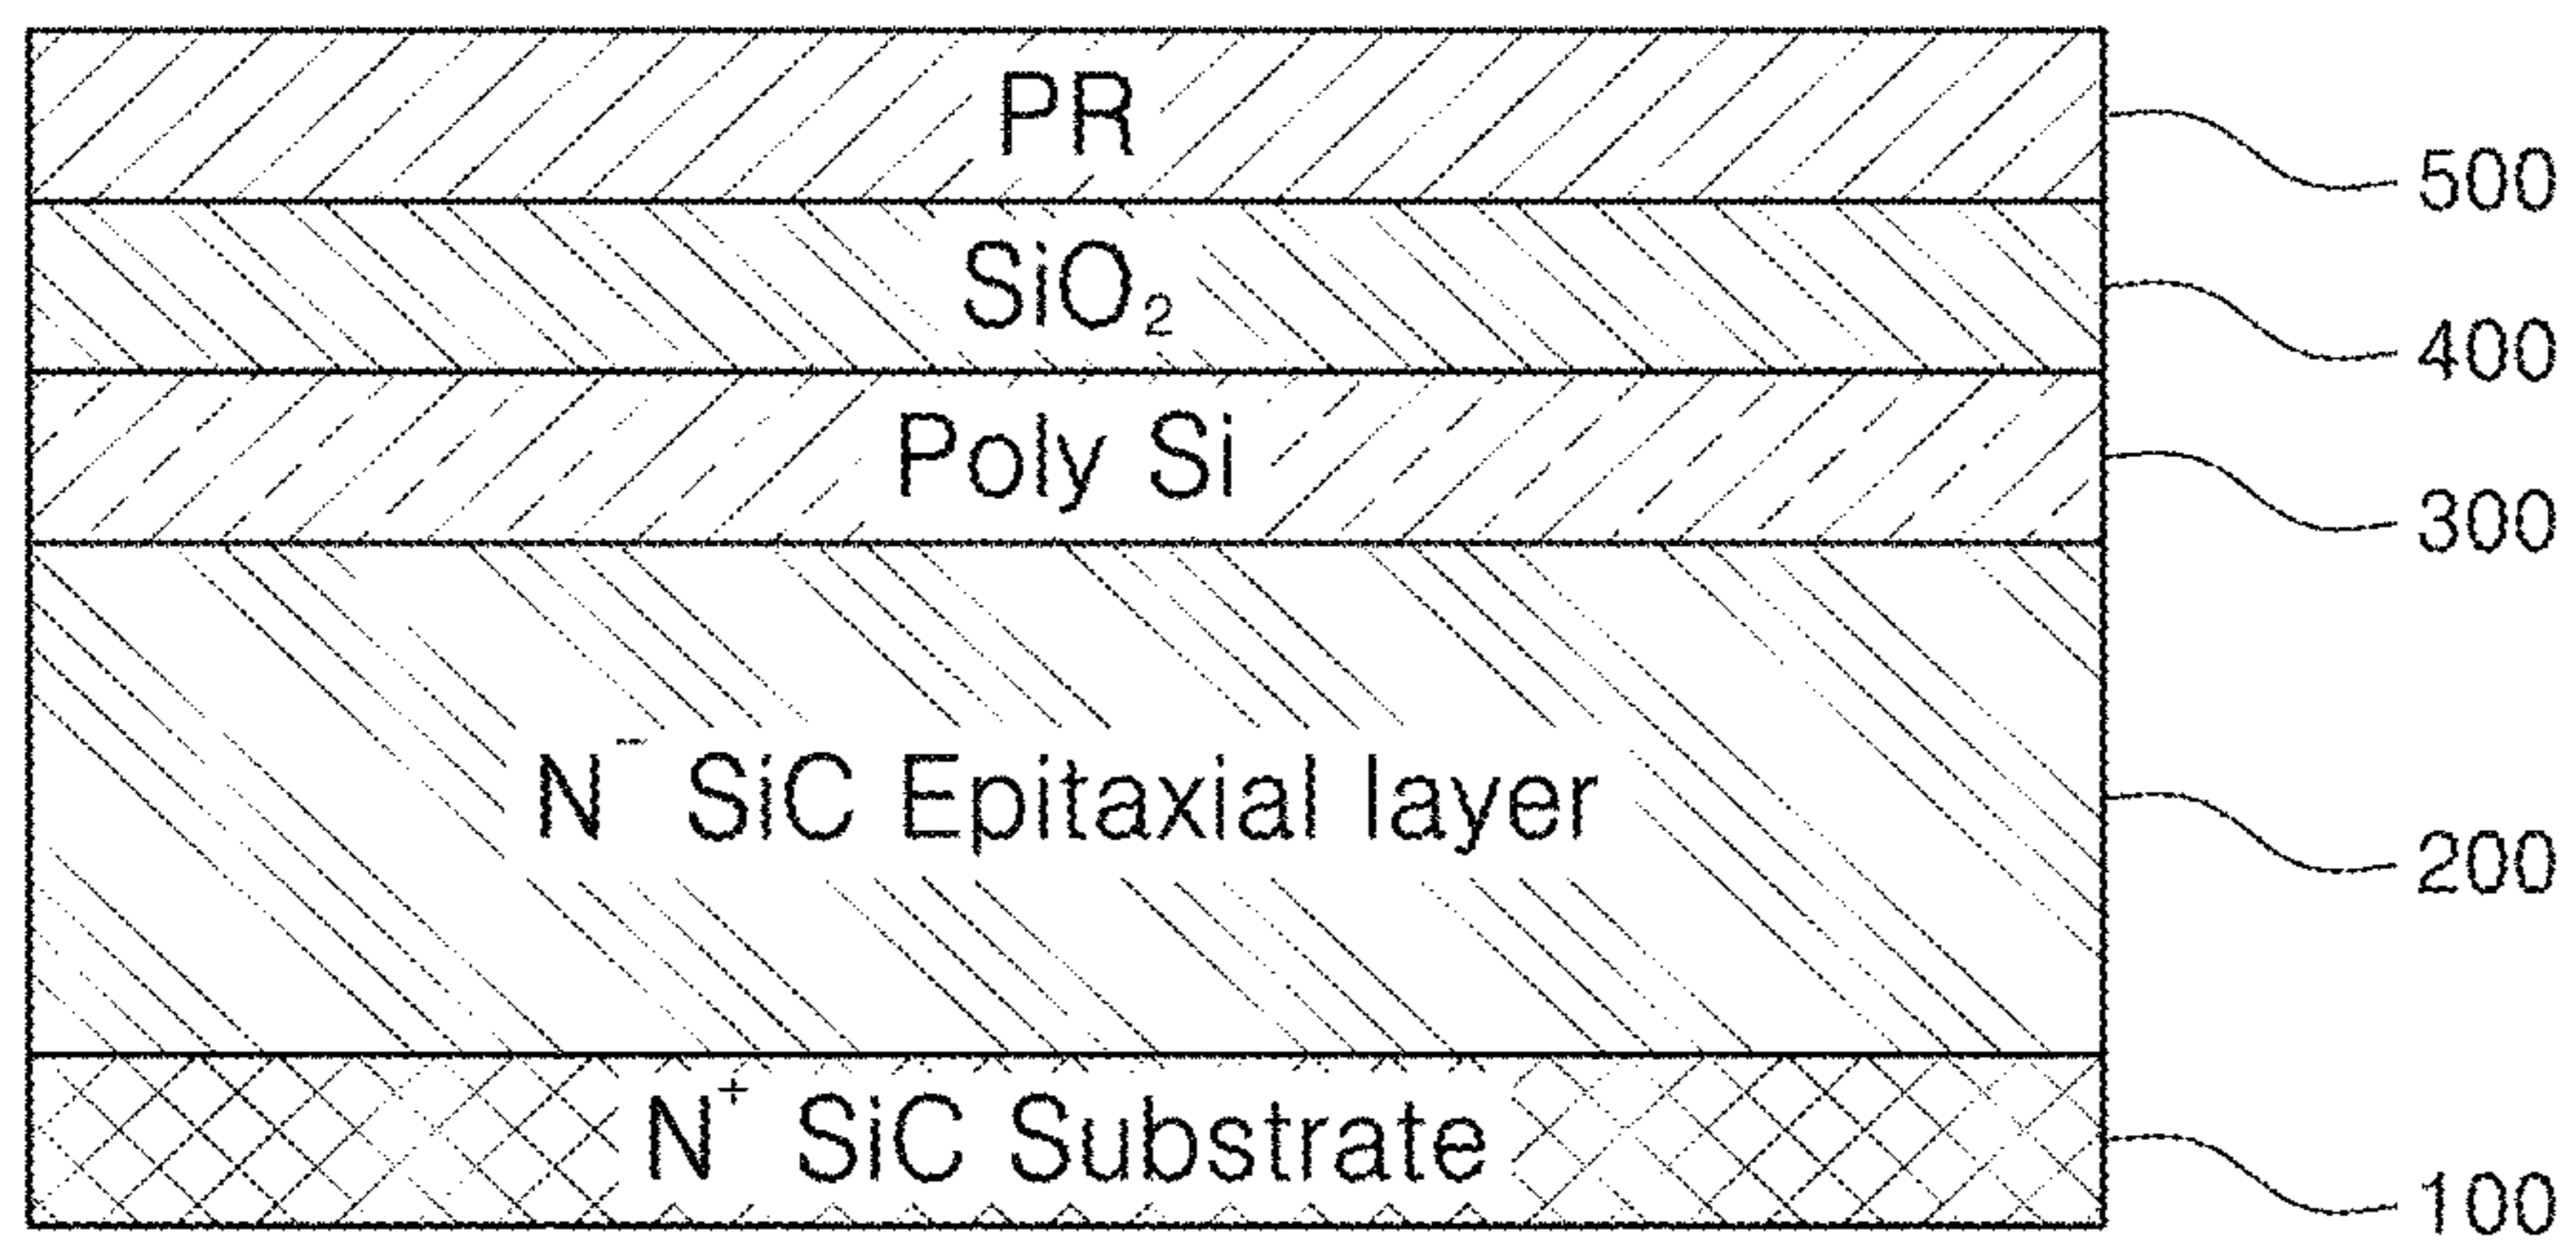 PR
500
SiO₂
400
Poly Si
300
N⁻ SiC Epitaxial layer
200
N⁺ SiC Substrate
100